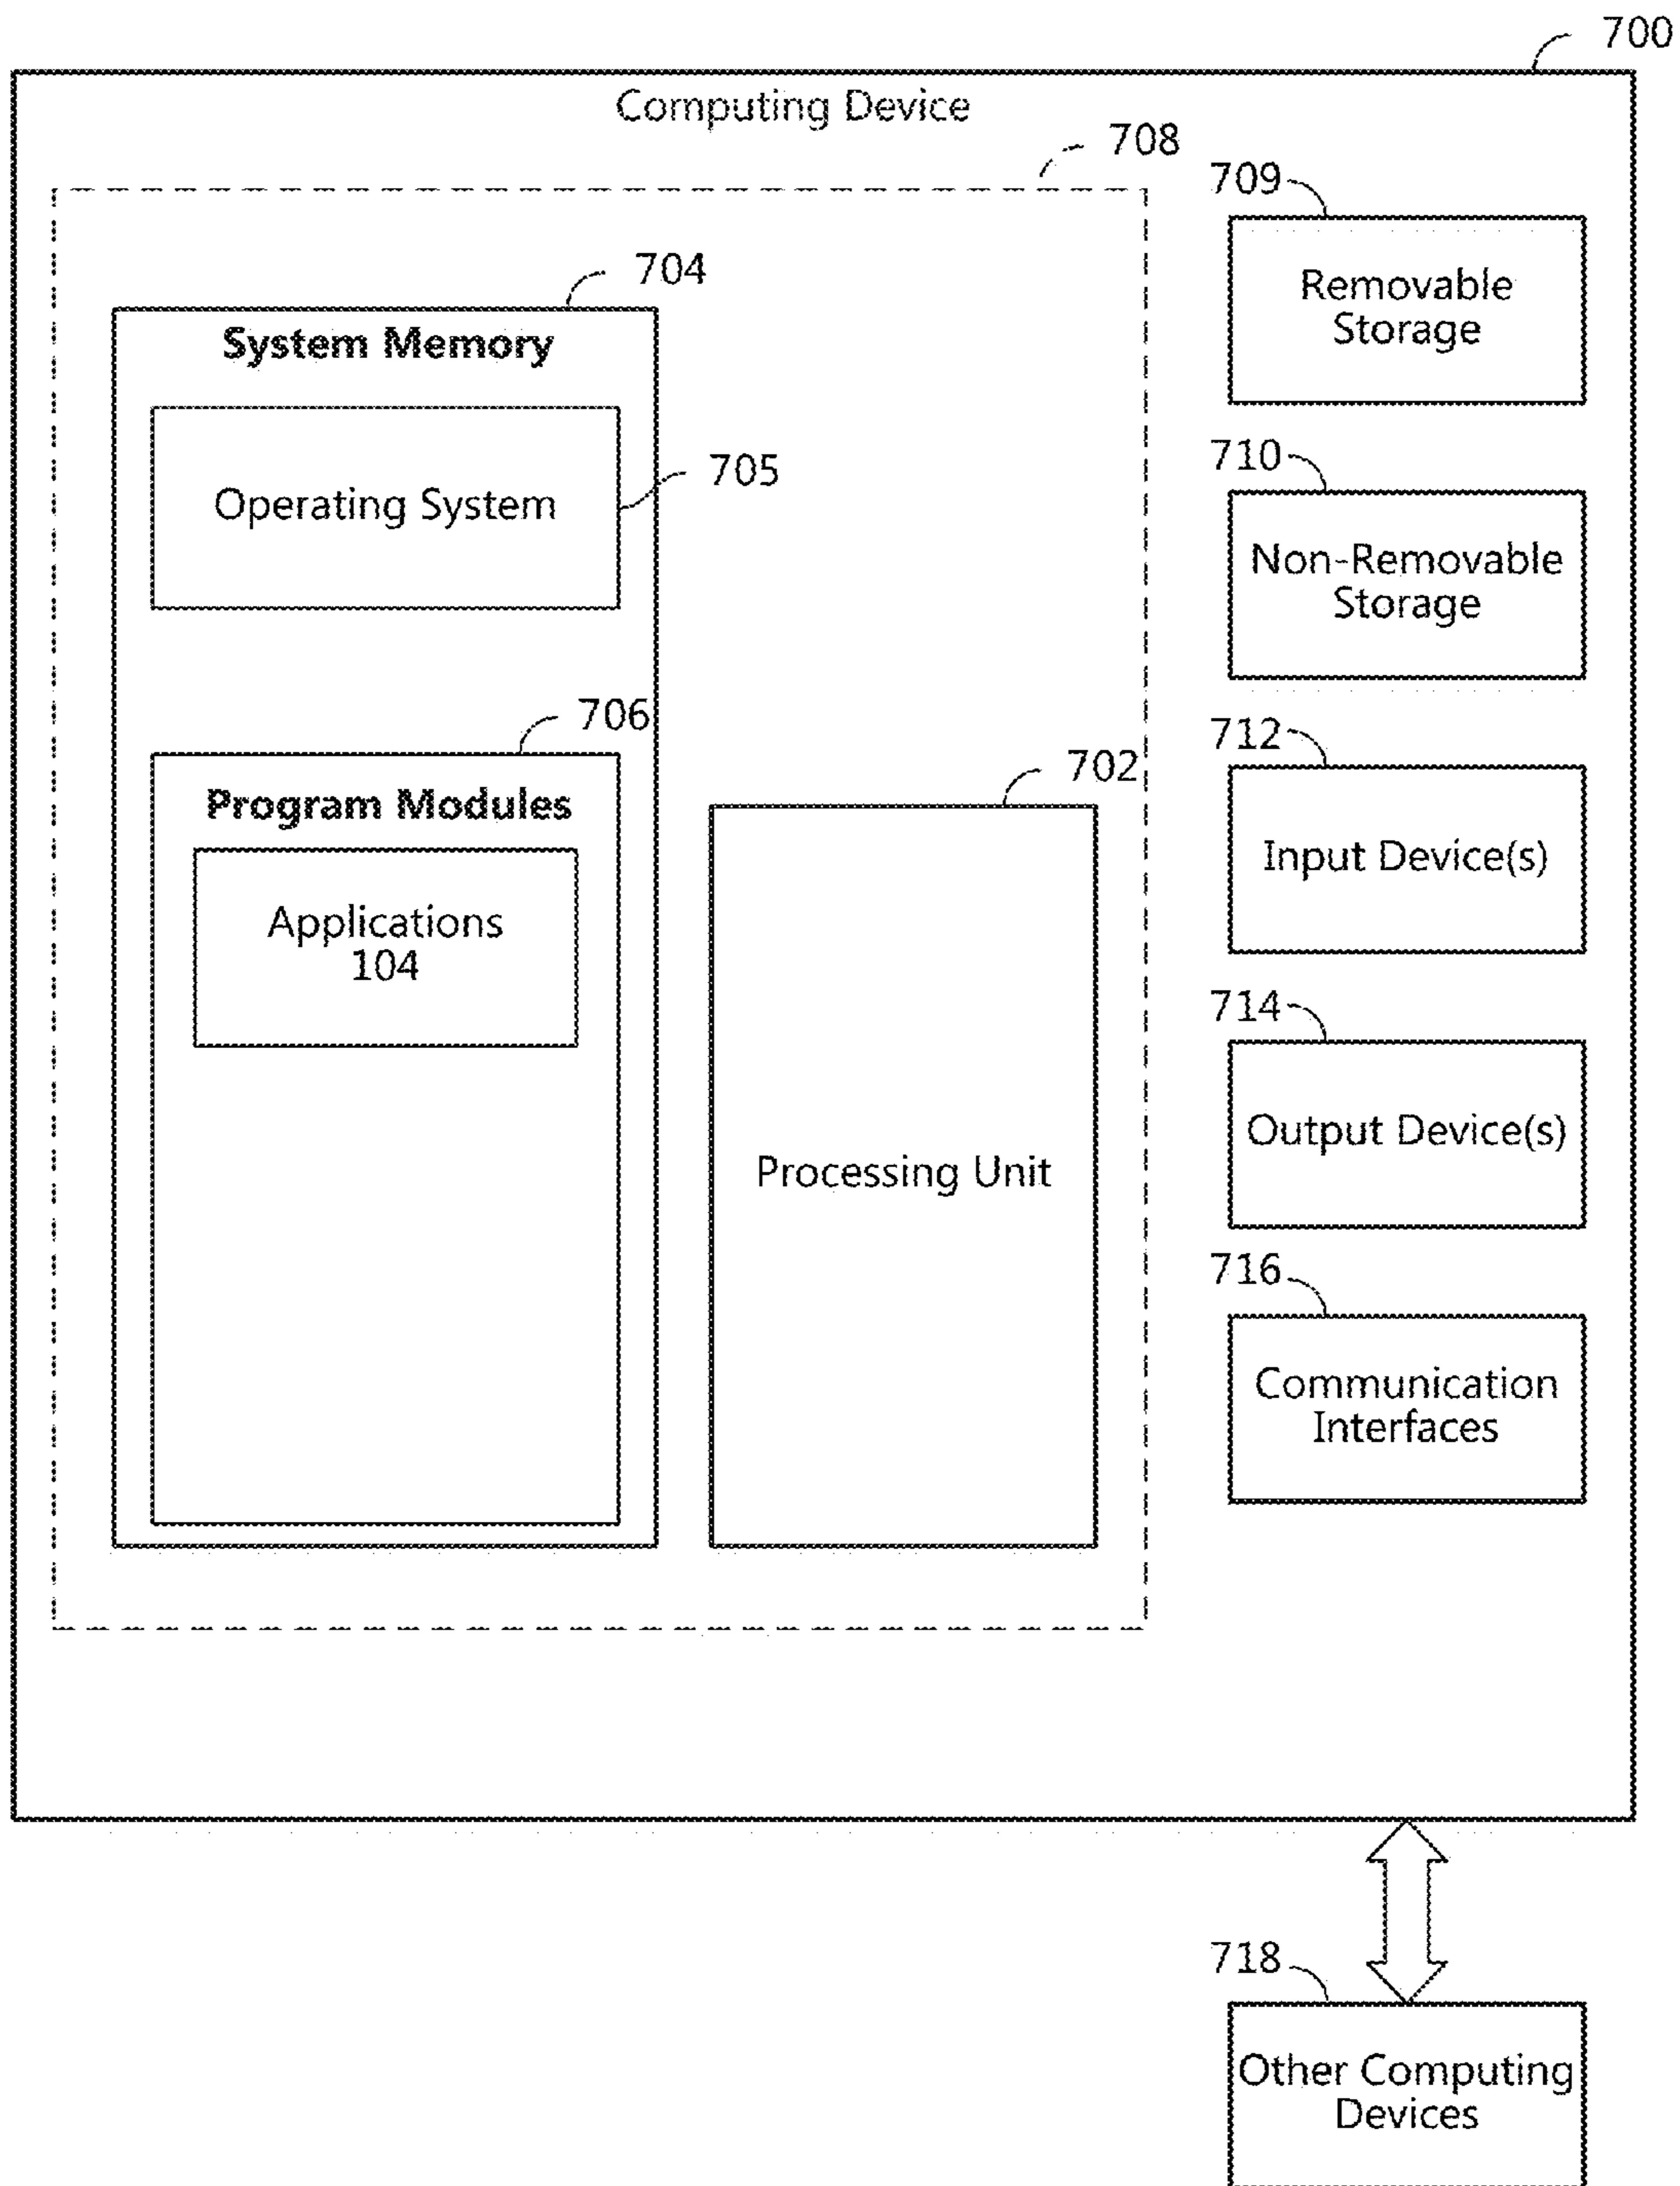 700
Computing Device
708
709
Removable
Storage
704
System Memory
705
Operating System
710
Non-Removable
Storage
706
Program Modules
Applications
104
702
Processing Unit
712
Input Device(s)
714
Output Device(s)
716
Communication
Interfaces
718
Other Computing
Devices